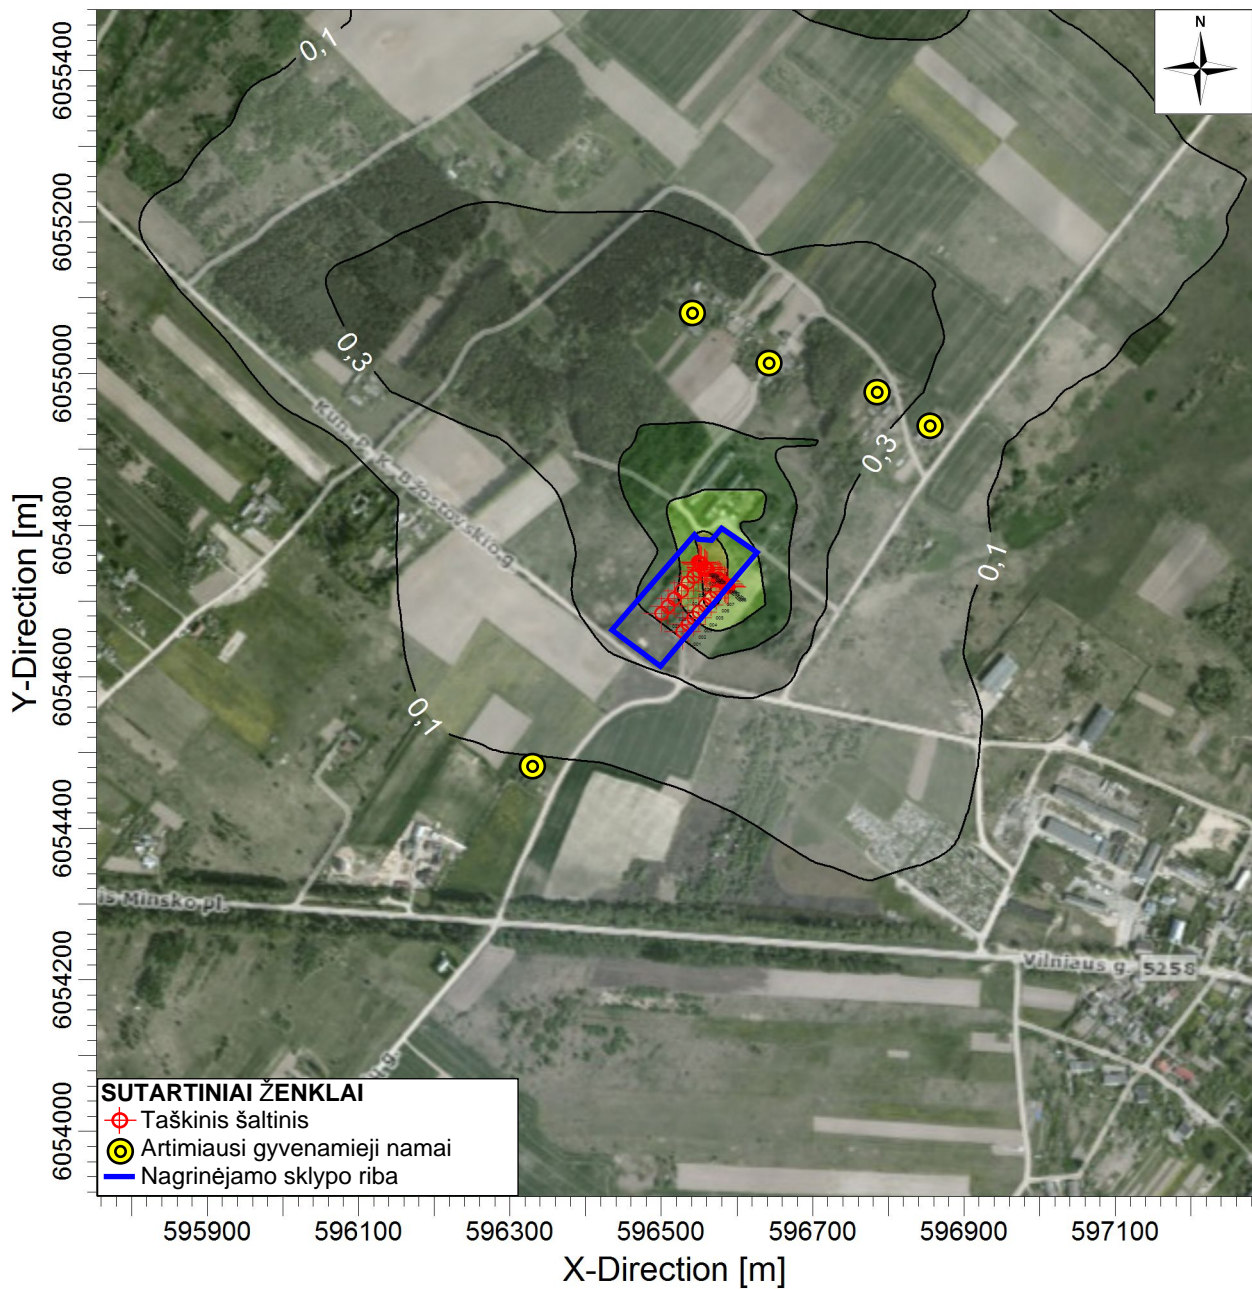 N
0,1
0,3
0,3
0,1
0,1
Kun. P. K. Bžostovskio g.
is Minsko pl.
Vilniaus g.
5258
g.
6055400
6055200
6055000
6054800
6054600
6054400
6054200
6054000
Y-Direction [m]
SUTARTINIAI ŽENKLAI
Taškinis šaltinis
Artimiausi gyvenamieji namai
Nagrinėjamo sklypo riba
595900 596100 596300 596500 596700 596900 597100
X-Direction [m]